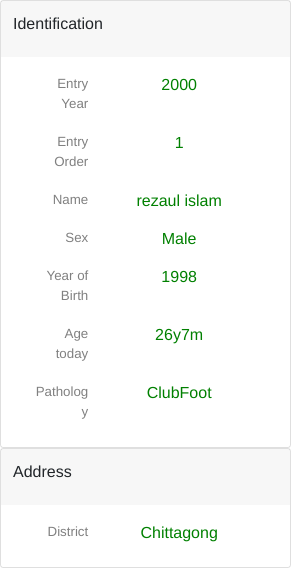 Identification
Entry
Year
2000
Entry
Order
1
Name
rezaul islam
Sex
Male
Year of
Birth
1998
Age
today
26y7m
Patholog
y
ClubFoot
Address
District
Chittagong